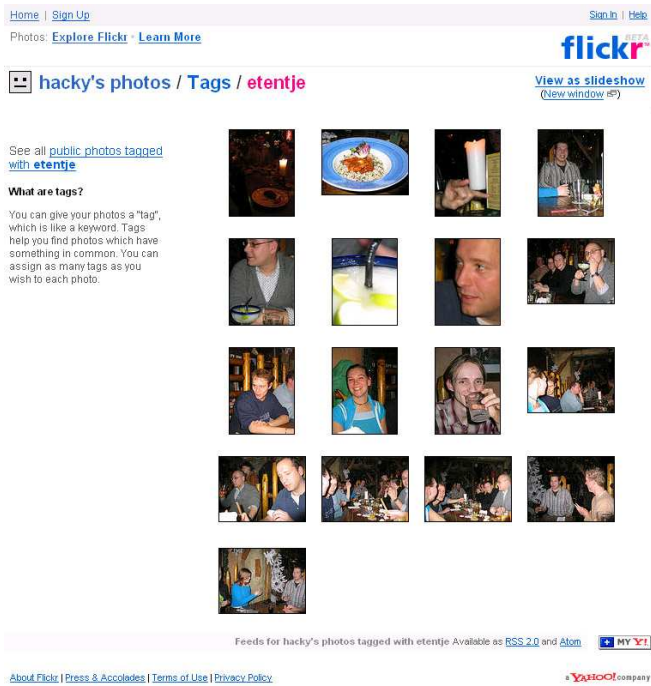 Home | Sign Up
Sign In | Help
Photos: Explore Flickr · Learn More
flickr BETA
hacky's photos / Tags / etentje
View as slideshow
(New window)
See all public photos tagged
with etentje
What are tags?
You can give your photos a "tag",
which is like a keyword. Tags
help you find photos which have
something in common. You can
assign as many tags as you
wish to each photo.
Feeds for hacky's photos tagged with etentje Available as RSS 2.0 and Atom
MY Y!
About Flickr | Press & Accolades | Terms of Use | Privacy Policy
a YAHOO! company